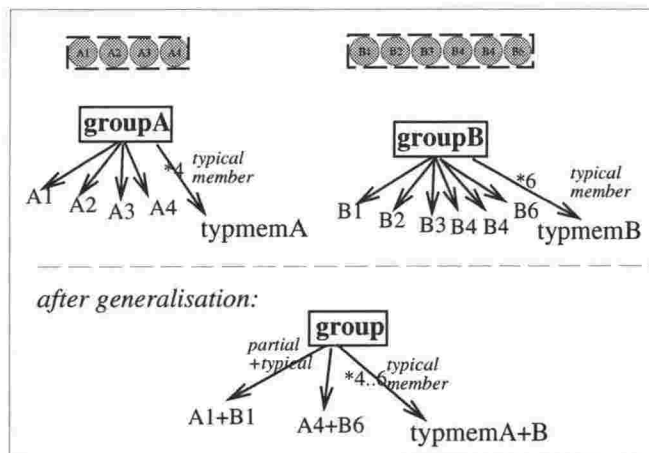 A1 A2 A3 A4
B1 B2 B3 B4 B4 B6
groupA
*4 typical
member
A1 A2 A3 A4
typmemA
groupB
*6 typical
member
B1 B2 B3 B4 B4 B6
typmemB
after generalisation:
group
partial
+typical
*4..6 typical
member
A1+B1 A4+B6 typmemA+B